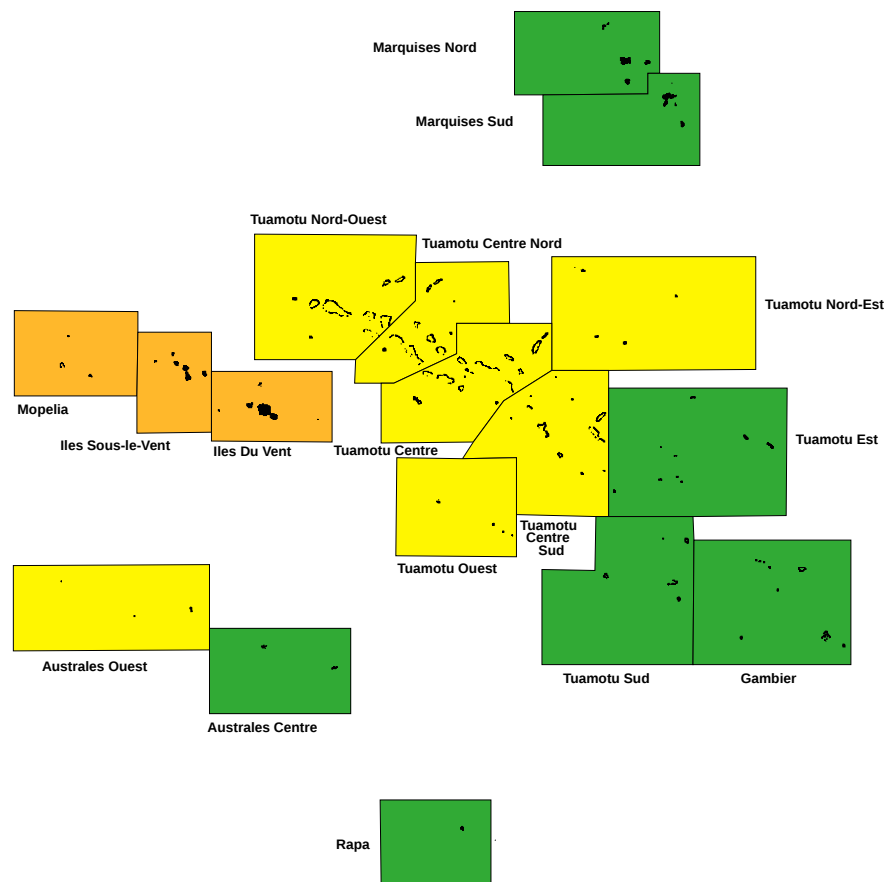 Marquises Nord
Marquises Sud
Tuamotu Nord-Ouest
Tuamotu Centre Nord
Tuamotu Nord-Est
Mopelia
Iles Sous-le-Vent
Iles Du Vent
Tuamotu Centre
Tuamotu Est
Tuamotu
Centre
Sud
Tuamotu Ouest
Australes Ouest
Tuamotu Sud
Gambier
Australes Centre
Rapa